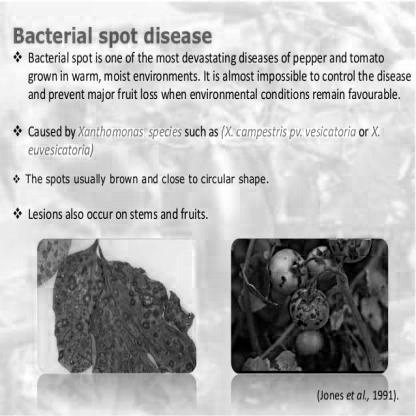 Bacterial spot disease
❖ Bacterial spot is one of the most devastating diseases of pepper and tomato
grown in warm, moist environments. It is almost impossible to control the disease
and prevent major fruit loss when environmental conditions remain favourable.
❖ Caused by Xanthomonas species such as (X. campestris pv. vesicatoria or X.
euvesicatoria)
❖ The spots usually brown and close to circular shape.
❖ Lesions also occur on stems and fruits.
(Jones et al., 1991).